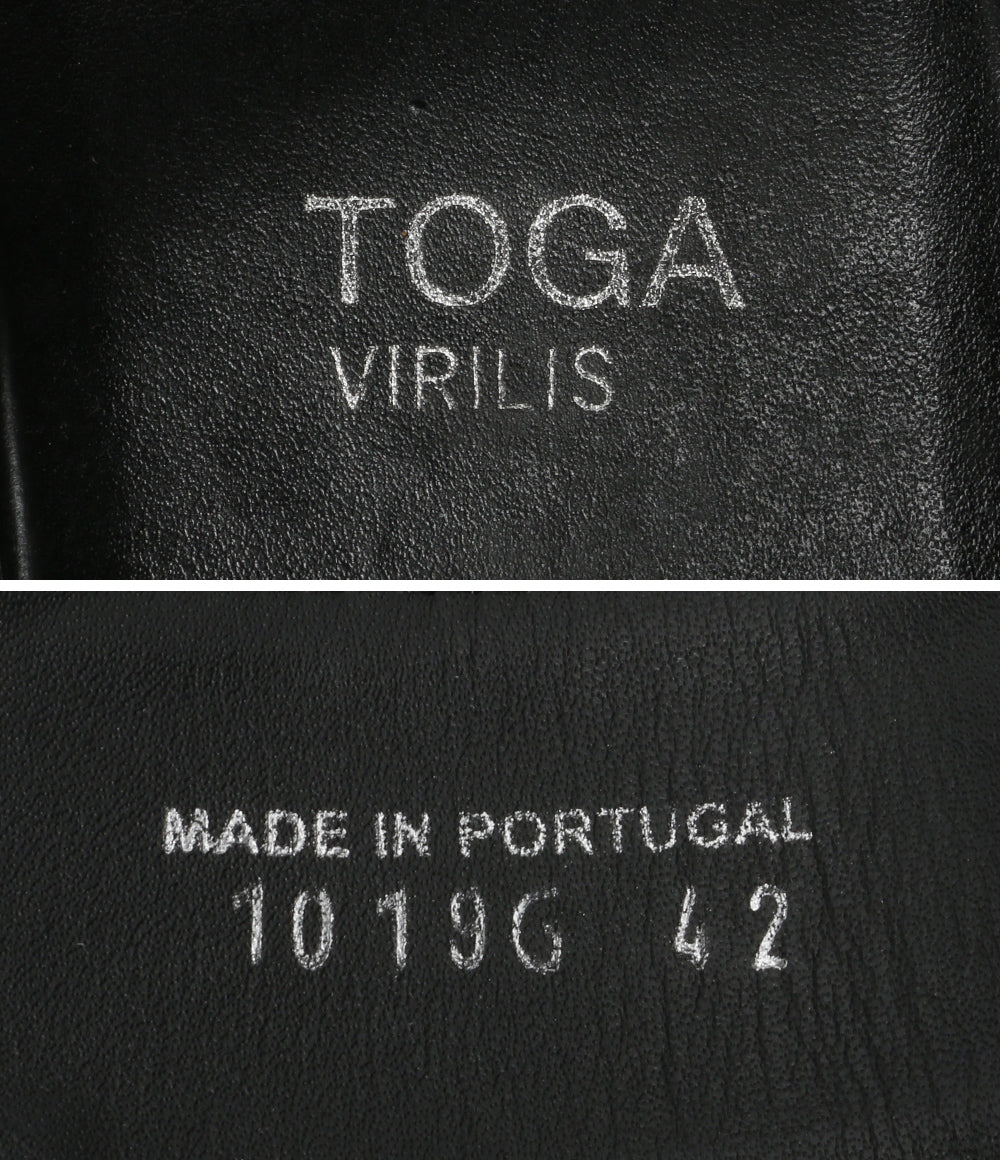 TOGA
VIRILIS
MADE IN PORTUGAL
1019G 42